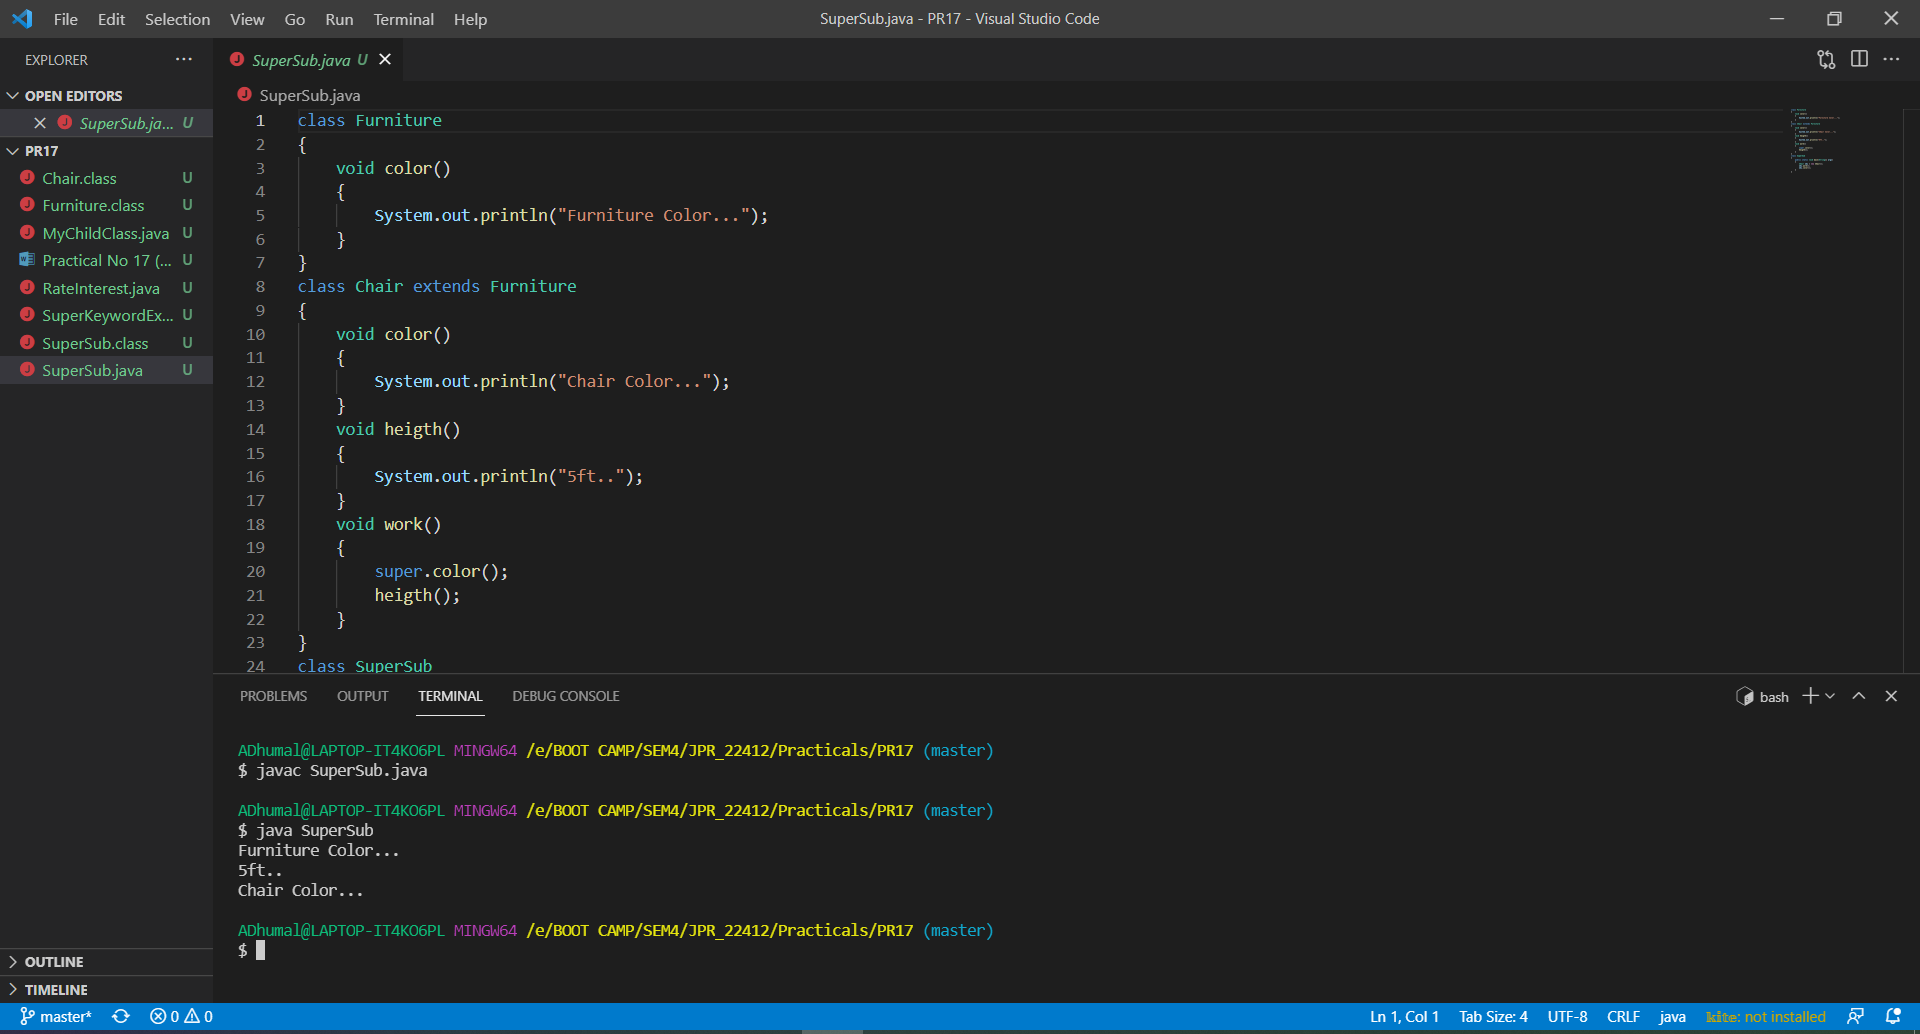 File Edit Selection View Go Run Terminal Help
SuperSub.java - PR17 - Visual Studio Code
EXPLORER
OPEN EDITORS
SuperSub.ja... U
PR17
Chair.class U
Furniture.class U
MyChildClass.java U
Practical No 17 (... U
RateInterest.java U
SuperKeywordEx... U
SuperSub.class U
SuperSub.java U
OUTLINE
TIMELINE
SuperSub.java U
SuperSub.java
1 class Furniture
2 {
3 void color()
4 {
5 System.out.println("Furniture Color...");
6 }
7 }
8 class Chair extends Furniture
9 {
10 void color()
11 {
12 System.out.println("Chair Color...");
13 }
14 void heigth()
15 {
16 System.out.println("5ft..");
17 }
18 void work()
19 {
20 super.color();
21 heigth();
22 }
23 }
24 class SuperSub
PROBLEMS OUTPUT TERMINAL DEBUG CONSOLE
bash
ADhumal@LAPTOP-IT4KO6PL MINGW64 /e/BOOT CAMP/SEM4/JPR_22412/Practicals/PR17 (master)
$ javac SuperSub.java
ADhumal@LAPTOP-IT4KO6PL MINGW64 /e/BOOT CAMP/SEM4/JPR_22412/Practicals/PR17 (master)
$ java SuperSub
Furniture Color...
5ft..
Chair Color...
ADhumal@LAPTOP-IT4KO6PL MINGW64 /e/BOOT CAMP/SEM4/JPR_22412/Practicals/PR17 (master)
$
master* 0 0
Ln 1, Col 1 Tab Size: 4 UTF-8 CRLF java kite: not installed